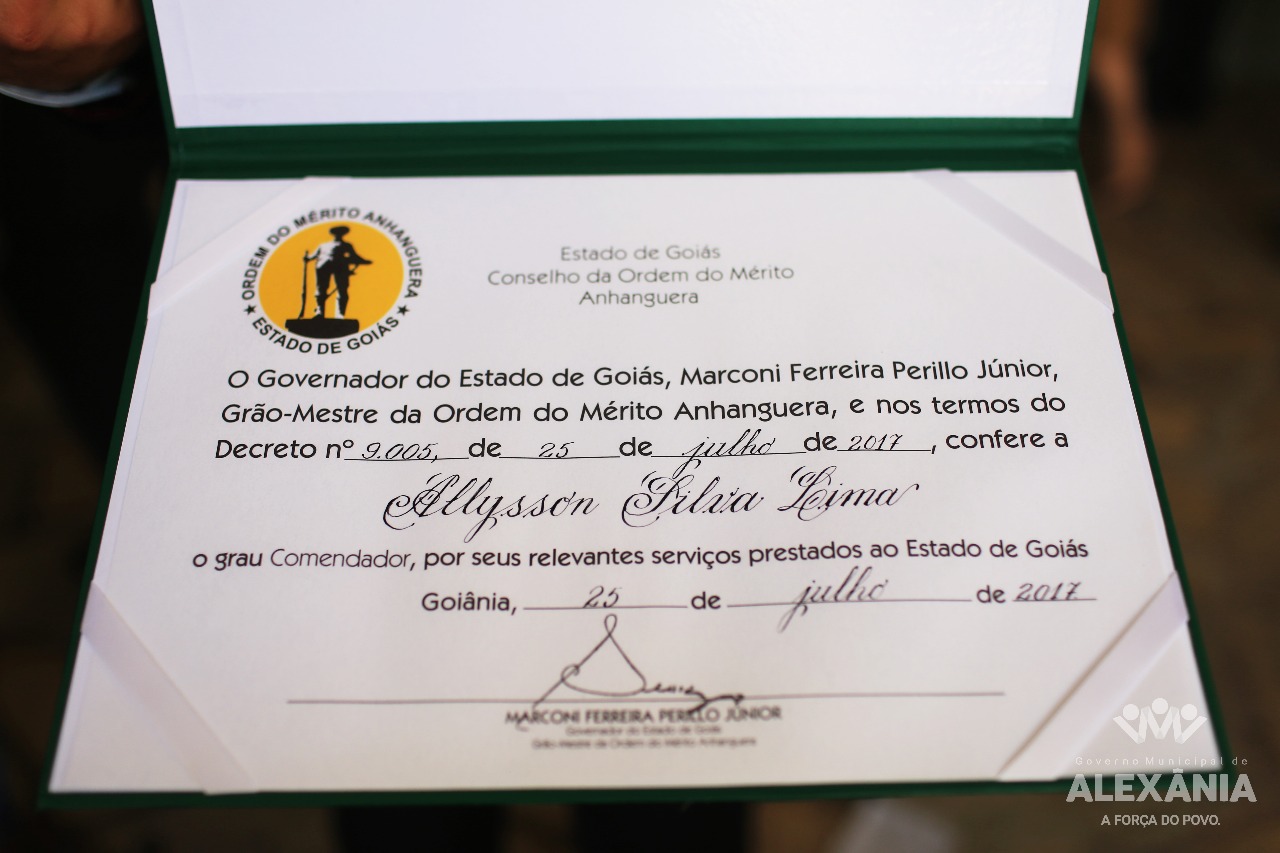 ORDEM DO MÉRITO ANHANGUERA
★ ESTADO DE GOIÁS ★
Estado de Goiás
Conselho da Ordem do Mérito
Anhanguera
O Governador do Estado de Goiás, Marconi Ferreira Perillo Júnior,
Grão-Mestre da Ordem do Mérito Anhanguera, e nos termos do
Decreto nº 9.005, de 25 de julho de 2017, confere a
Allysson Silva Lima
o grau Comendador, por seus relevantes serviços prestados ao Estado de Goiás
Goiânia, 25 de julho de 2017
MARCONI FERREIRA PERILLO JÚNIOR
Governador do Estado de Goiás
Grão-Mestre da Ordem do Mérito Anhanguera
Governo Municipal de
ALEXÂNIA
A FORÇA DO POVO.